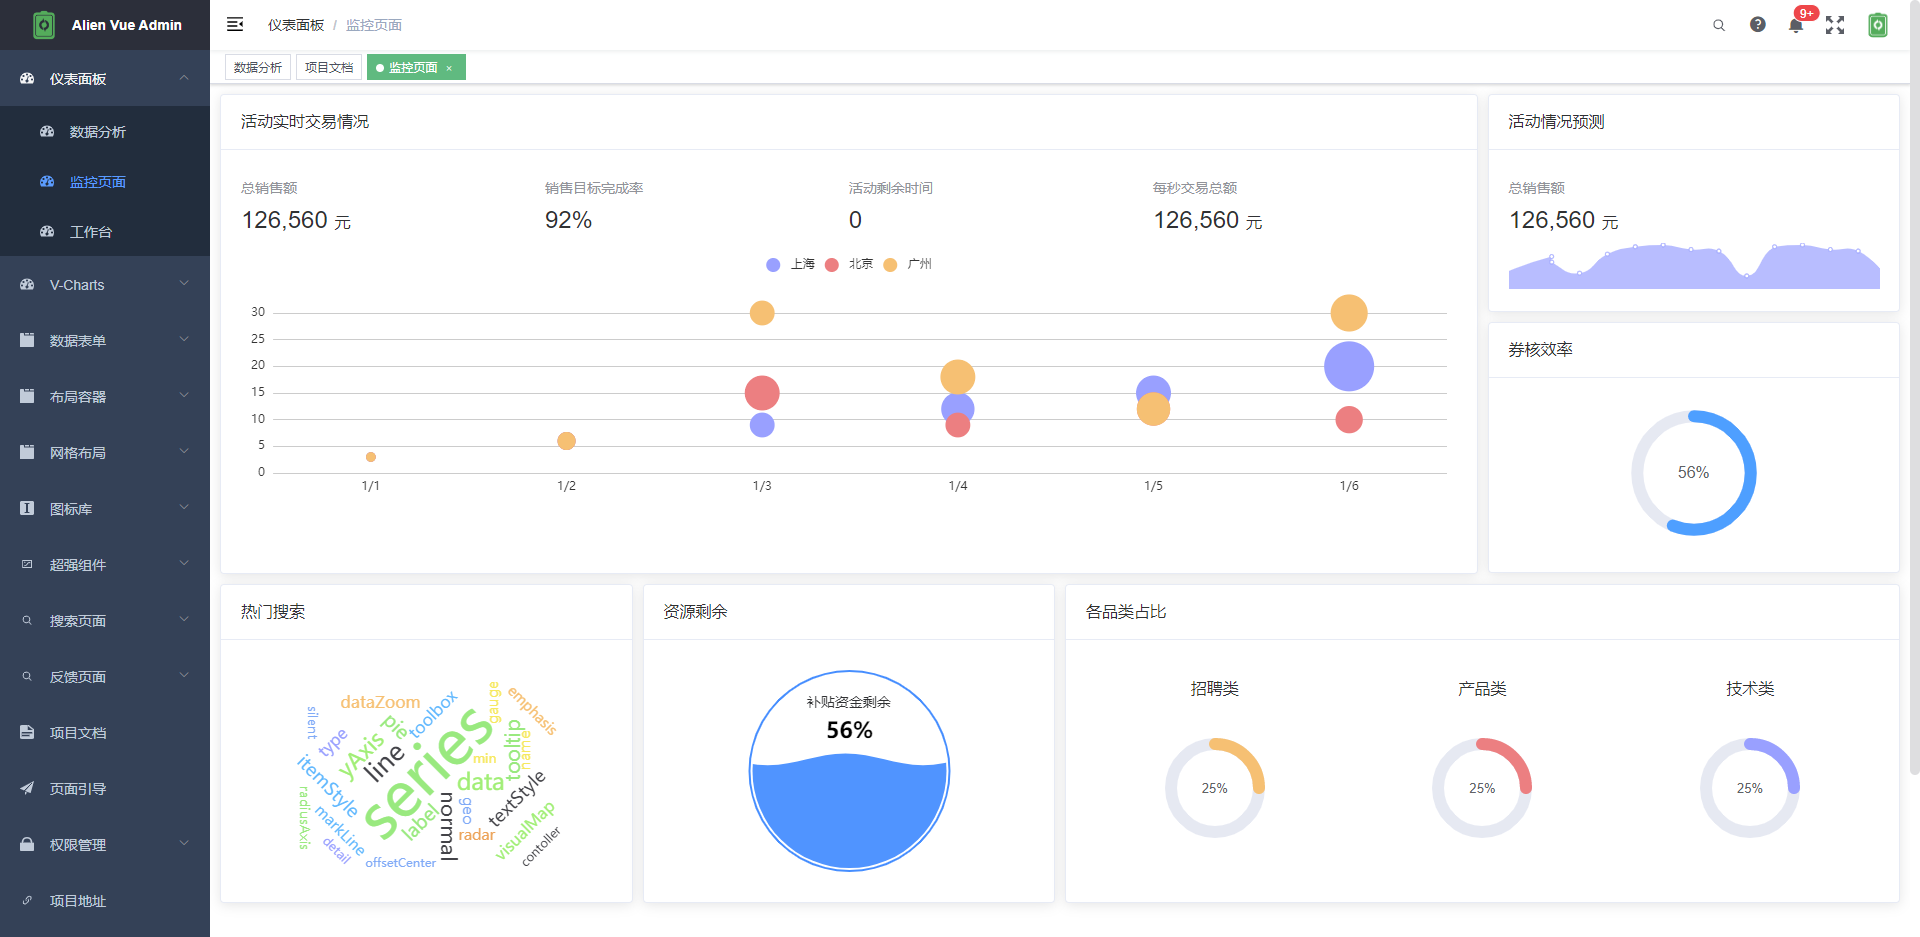 Alien Vue Admin
仪表面板
数据分析
监控页面
工作台
V-Charts
数据表单
布局容器
网格布局
图标库
超强组件
搜索页面
反馈页面
项目文档
页面引导
权限管理
项目地址
仪表面板 / 监控页面
9+
数据分析 项目文档 监控页面 ×
活动实时交易情况
总销售额 销售目标完成率 活动剩余时间 每秒交易总额
126,560 元 92% 0 126,560 元
上海 北京 广州
30
25
20
15
10
5
0
1/1 1/2 1/3 1/4 1/5 1/6
活动情况预测
总销售额
126,560 元
券核效率
56%
热门搜索
dataZoom
toolbox
gauge
emphasis
silent
type
pie
yAxis
line
series
tooltip
name
min
data
itemStyle
textStyle
radiusAxis
markLine
label
normal
geo
radar
visualMap
detail
offsetCenter
contoller
资源剩余
补贴资金剩余
56%
各品类占比
招聘类 产品类 技术类
25% 25% 25%